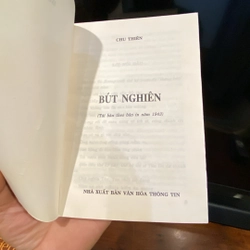 CHU THIÊN
BÚT NGHIÊN
(Tái bản theo bản in năm 1942)
NHÀ XUẤT BẢN VĂN HÓA THÔNG TIN